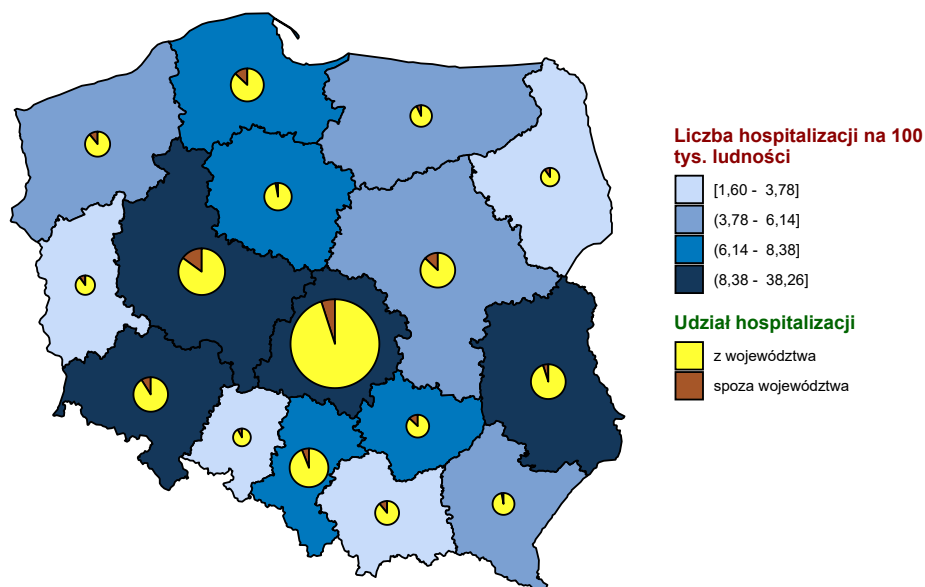 Liczba hospitalizacji na 100
tys. ludności
[1,60 - 3,78]
(3,78 - 6,14]
(6,14 - 8,38]
(8,38 - 38,26]
Udział hospitalizacji
z województwa
spoza województwa